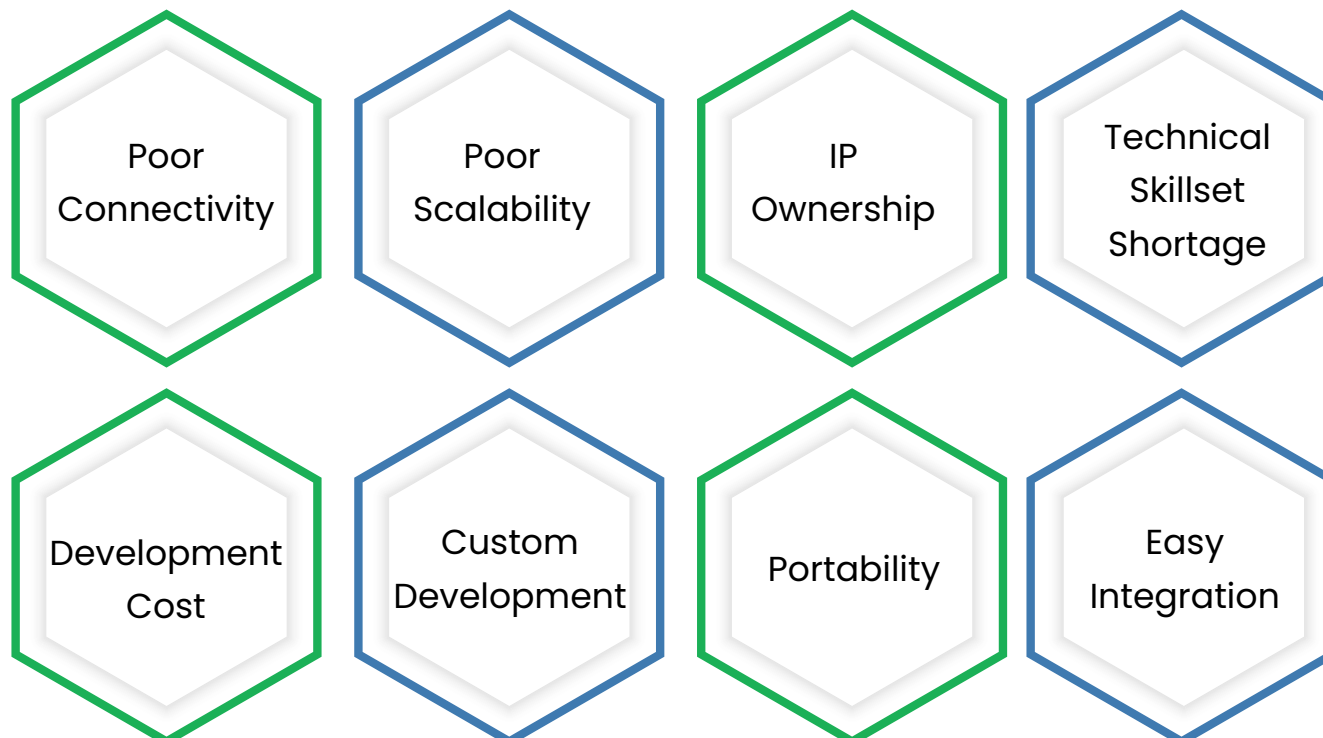 Poor
Connectivity
Poor
Scalability
IP
Ownership
Technical
Skillset
Shortage
Development
Cost
Custom
Development
Portability
Easy
Integration